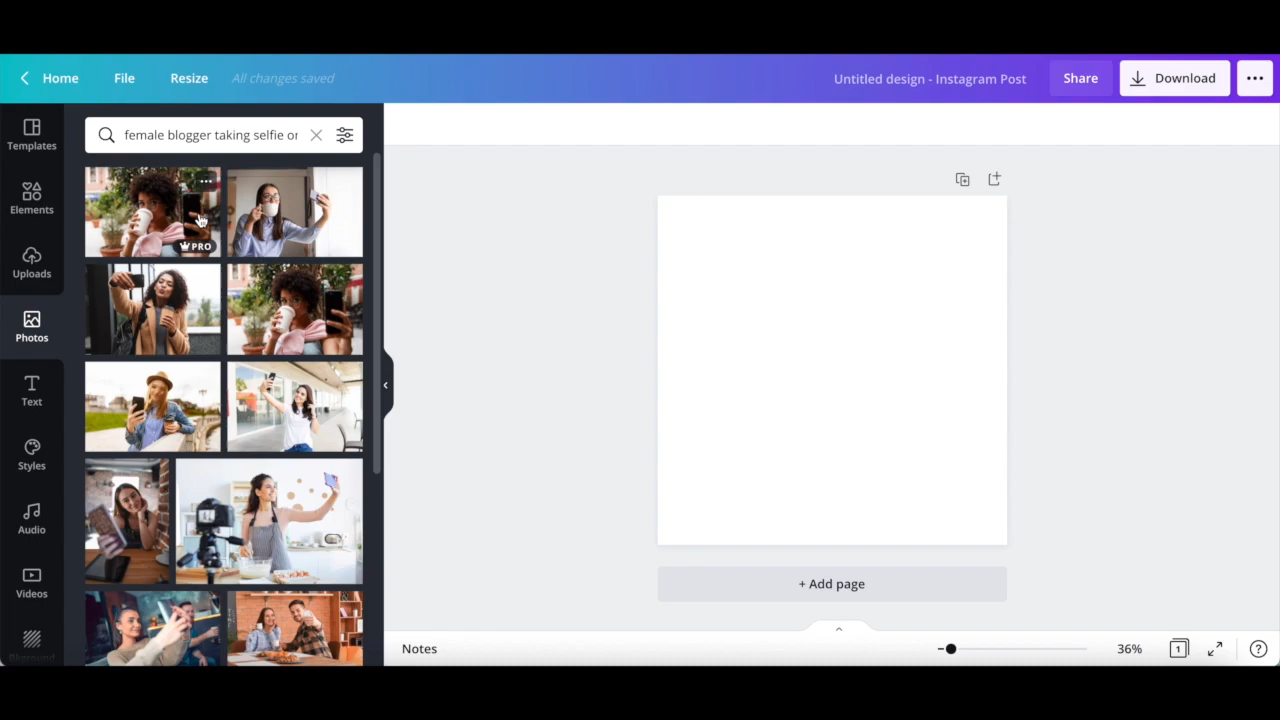 Home File Resize All changes saved Untitled design - Instagram Post Share Download
Templates
Elements
Uploads
Photos
Text
Styles
Audio
Videos
female blogger taking selfie or
PRO
+ Add page
Notes 36% 1 ?